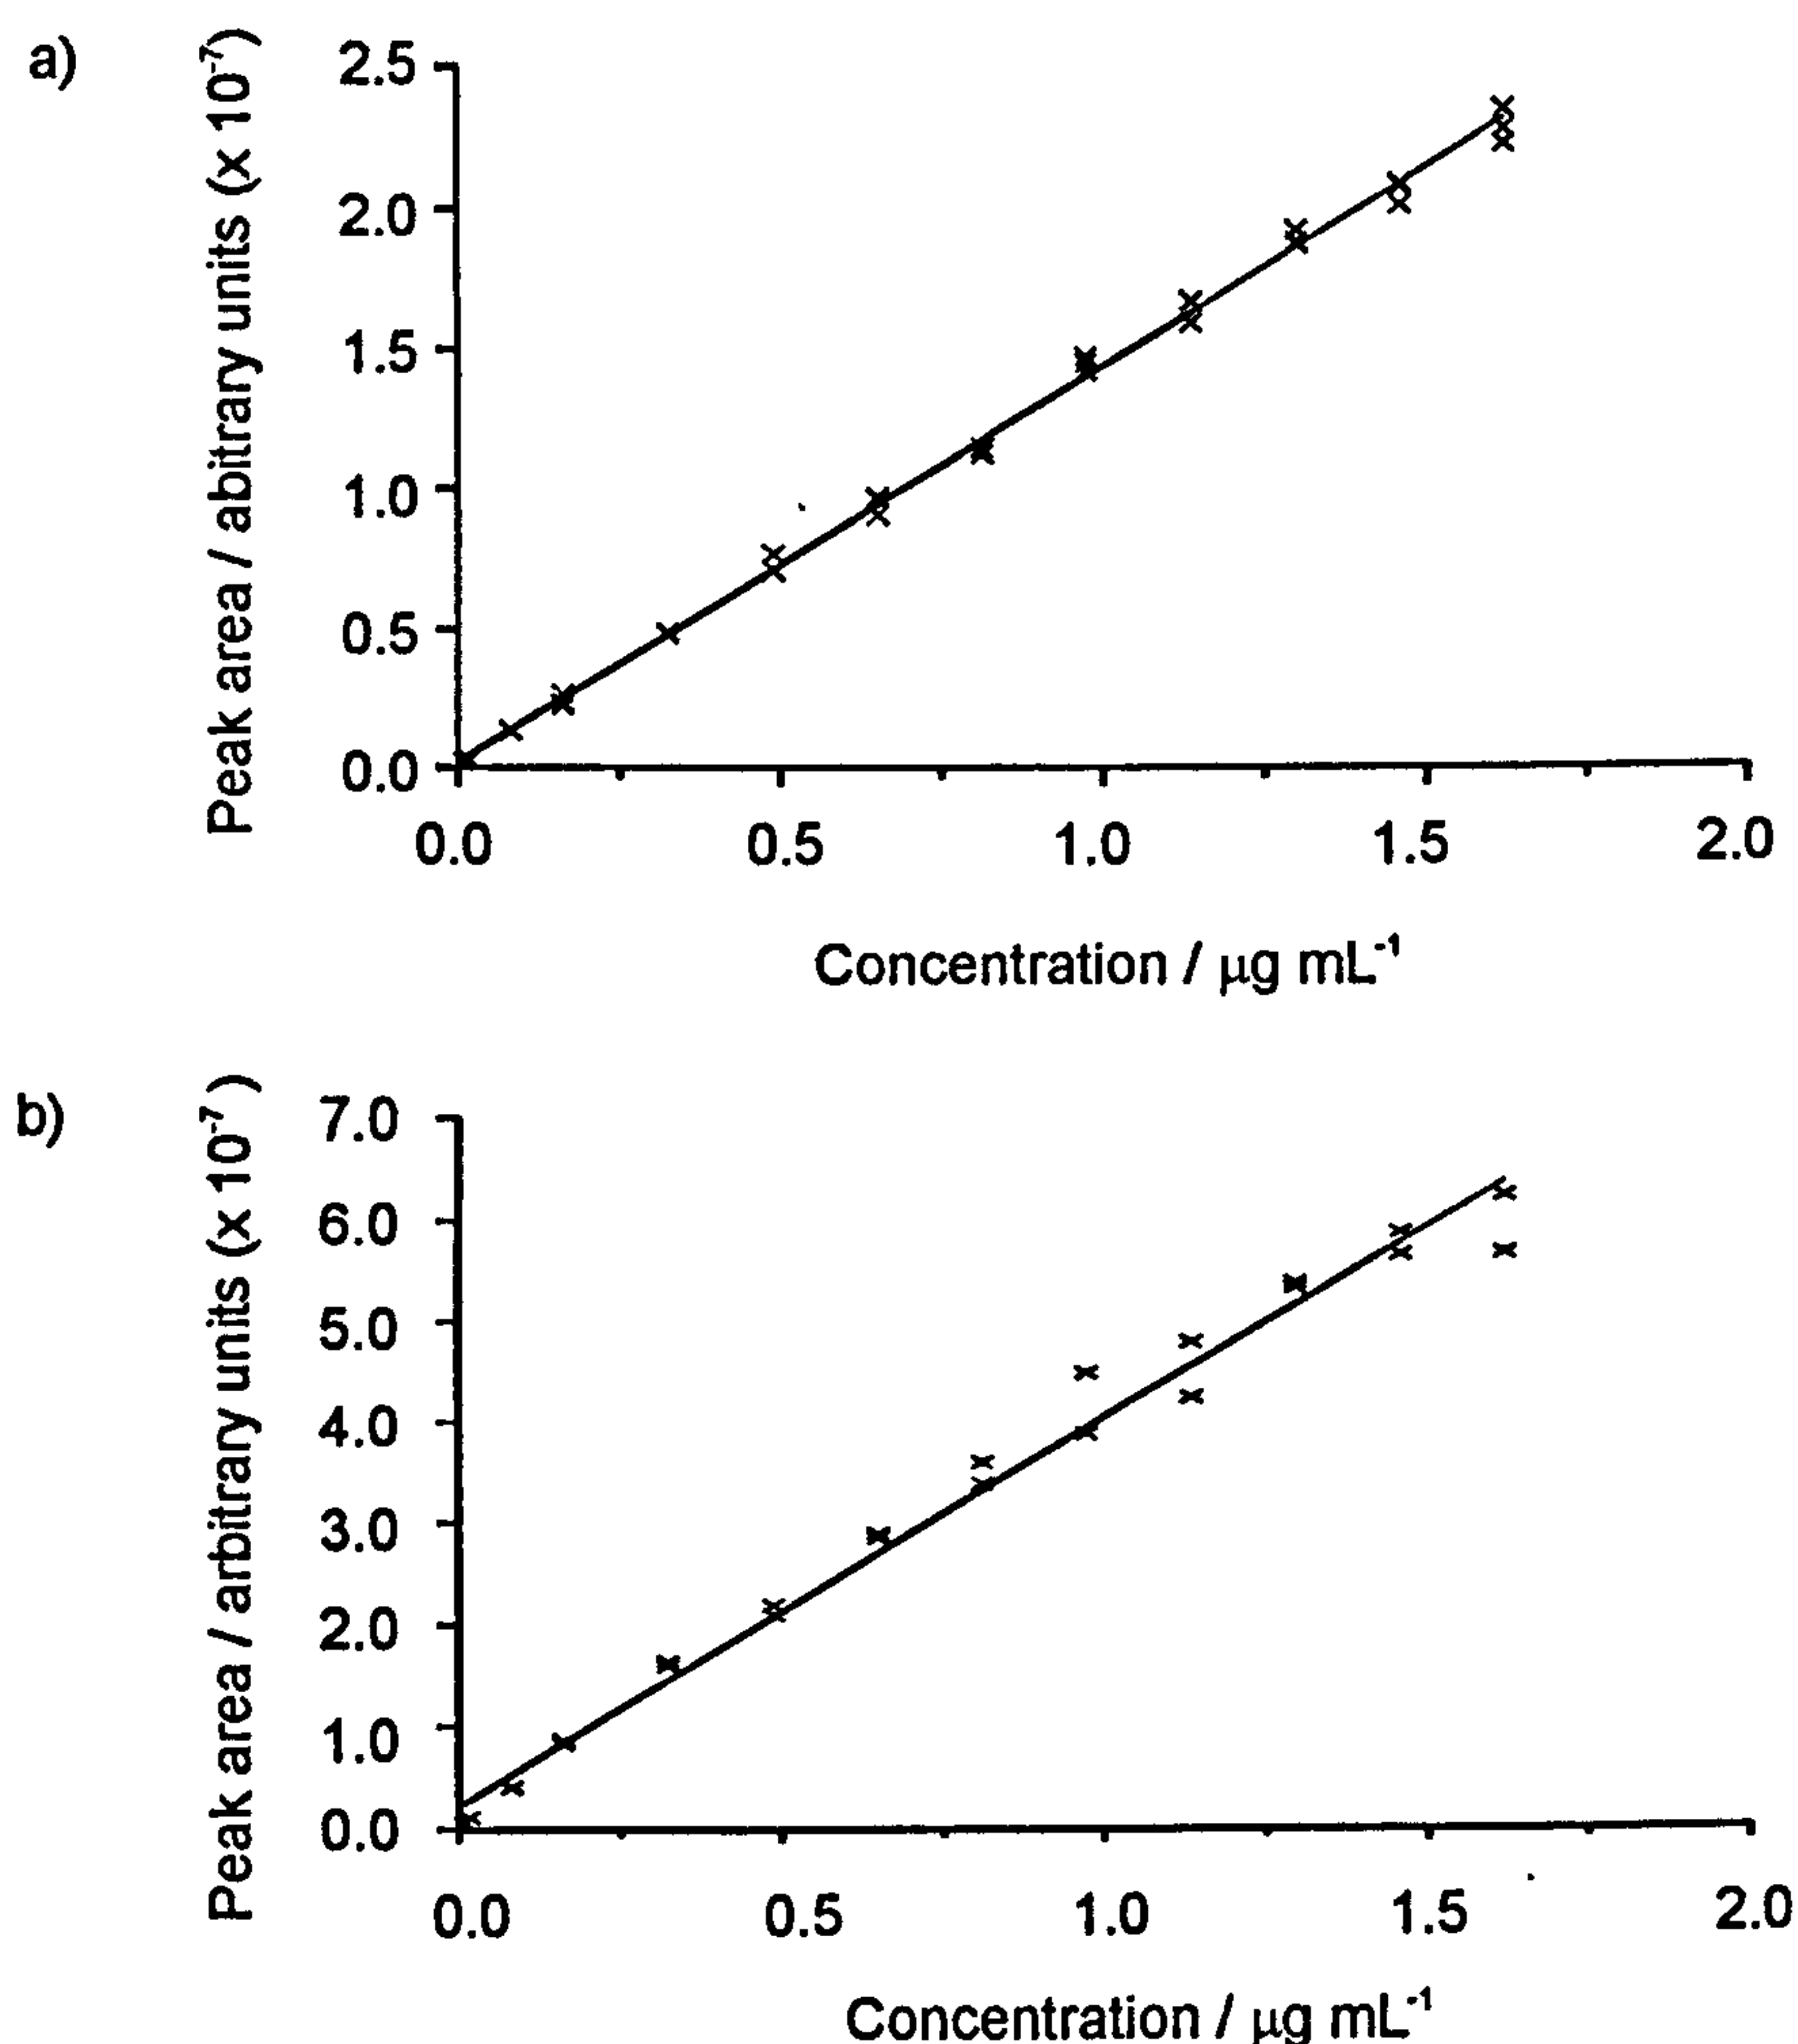 a)
Peak area / abitrary units (x 10⁻⁷)
2.5
2.0
1.5
1.0
0.5
0.0
0.0 0.5 1.0 1.5 2.0
Concentration / µg mL⁻¹
b)
Peak area / arbitrary units (x 10⁻⁷)
7.0
6.0
5.0
4.0
3.0
2.0
1.0
0.0
0.0 0.5 1.0 1.5 2.0
Concentration / µg mL⁻¹